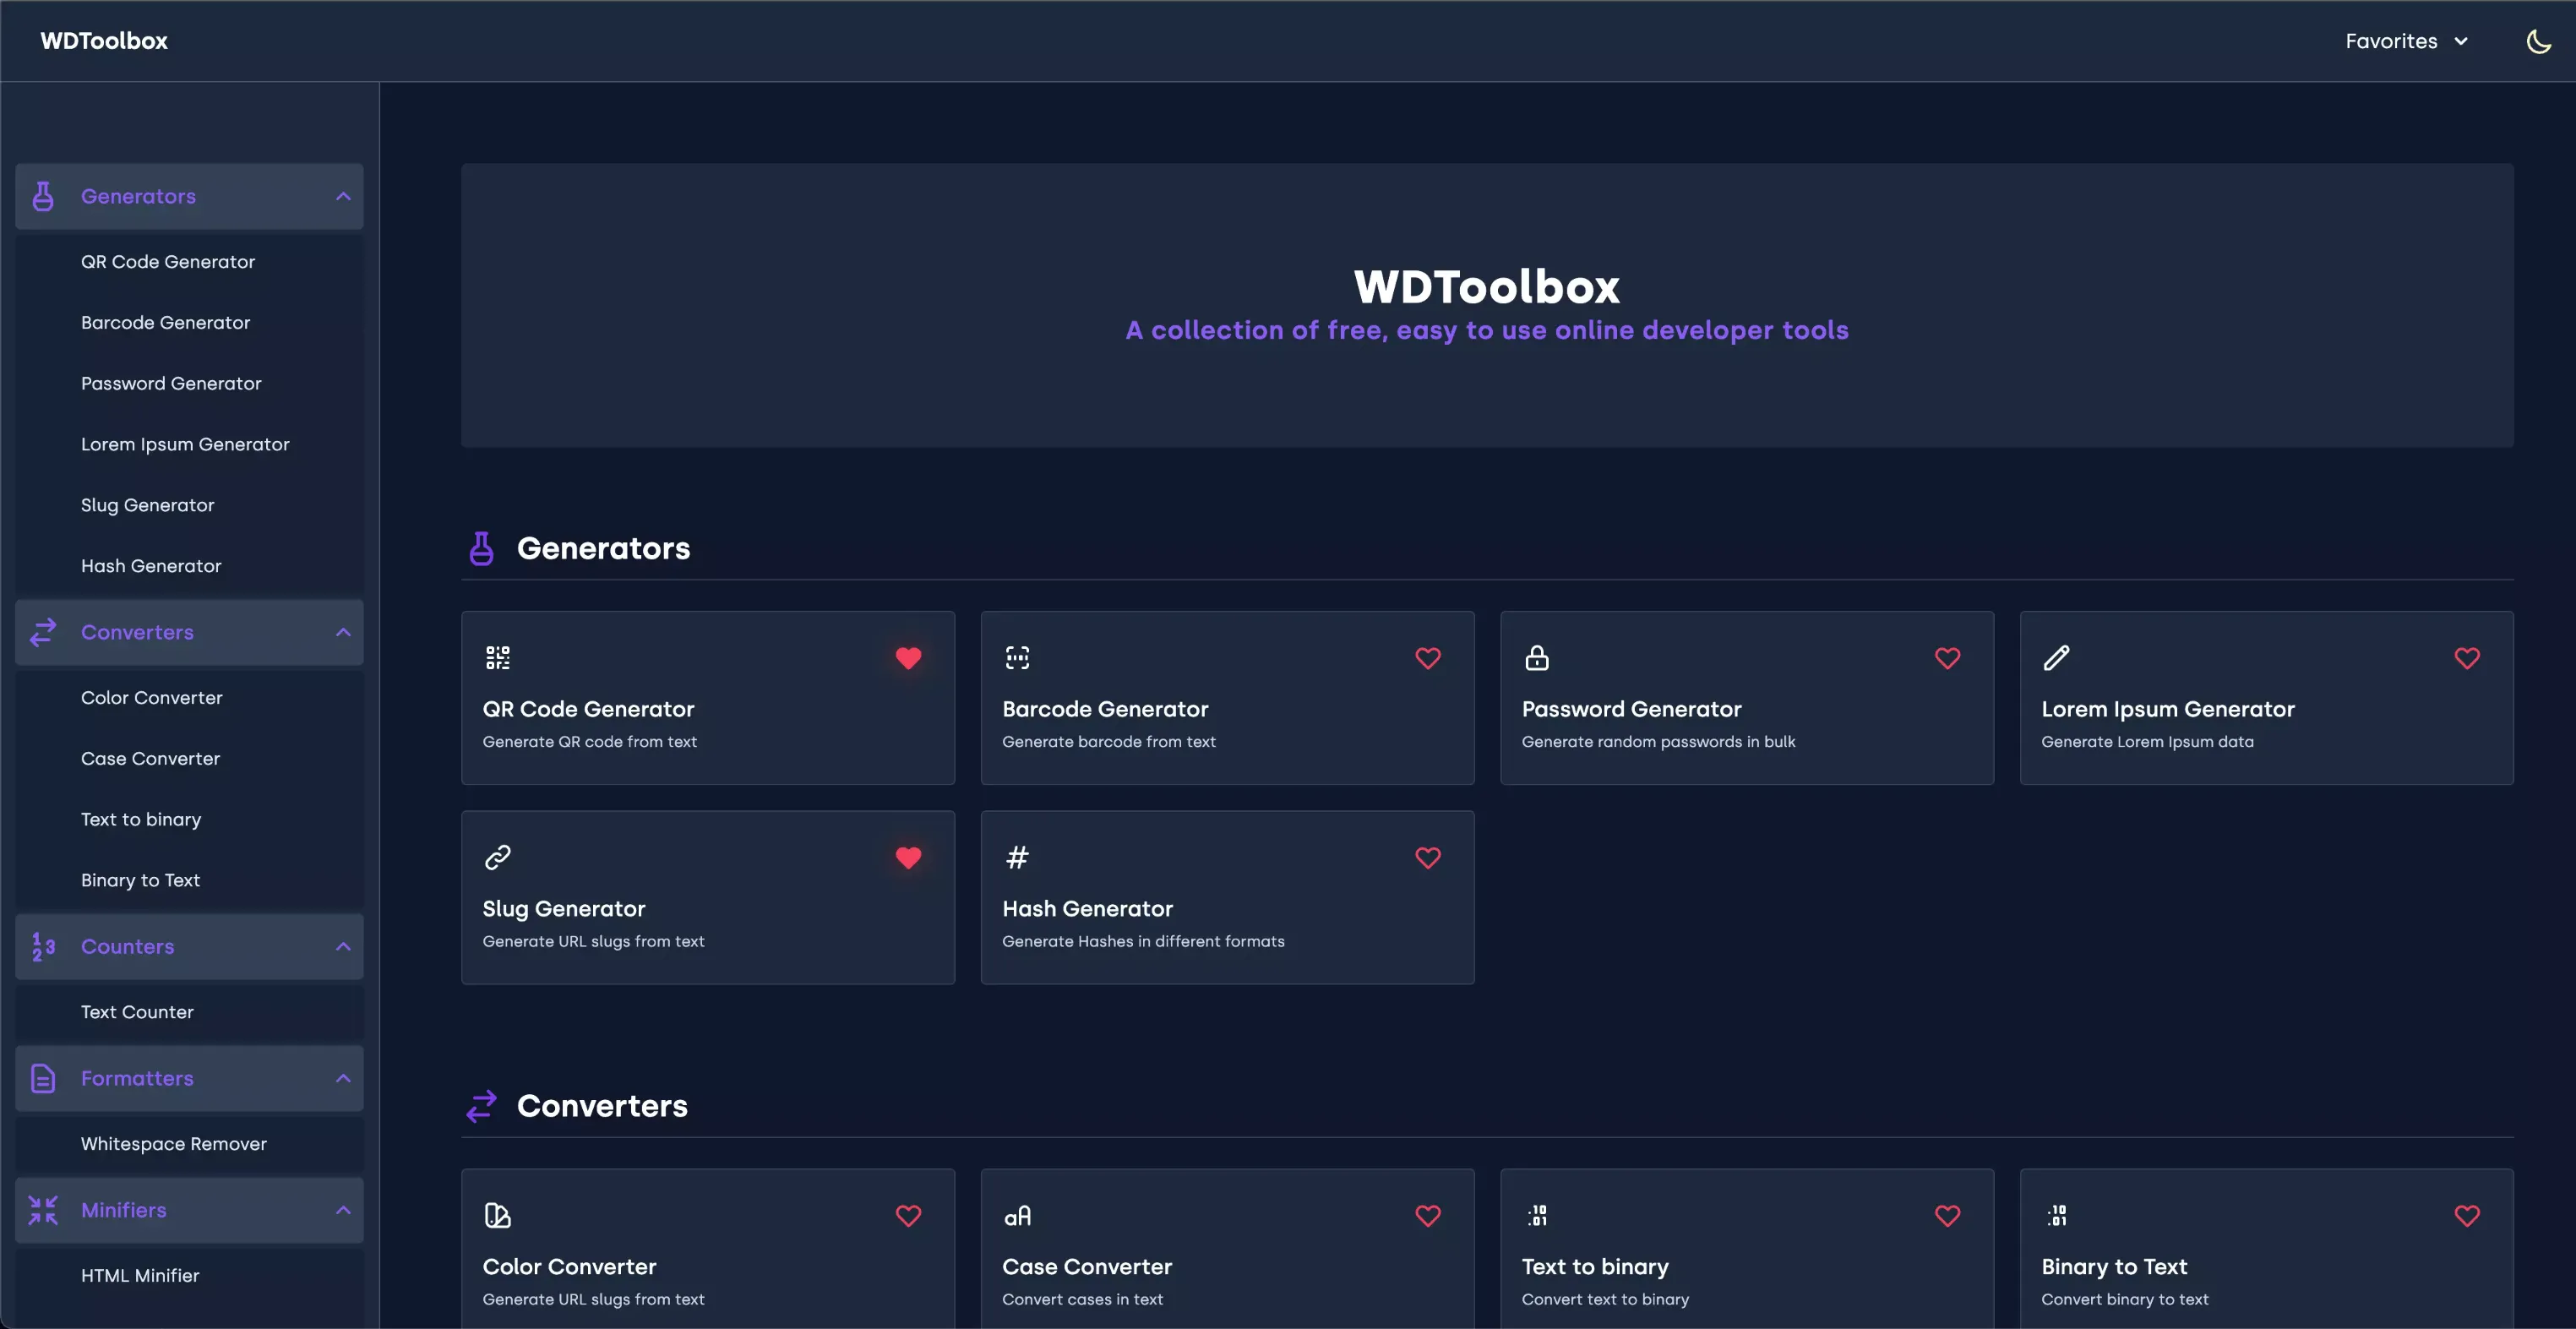 WDToolbox
Favorites
Generators
QR Code Generator
Barcode Generator
Password Generator
Lorem Ipsum Generator
Slug Generator
Hash Generator
Converters
Color Converter
Case Converter
Text to binary
Binary to Text
Counters
Text Counter
Formatters
Whitespace Remover
Minifiers
HTML Minifier
WDToolbox
A collection of free, easy to use online developer tools
Generators
QR Code Generator
Generate QR code from text
Barcode Generator
Generate barcode from text
Password Generator
Generate random passwords in bulk
Lorem Ipsum Generator
Generate Lorem Ipsum data
Slug Generator
Generate URL slugs from text
Hash Generator
Generate Hashes in different formats
Converters
Color Converter
Generate URL slugs from text
Case Converter
Convert cases in text
Text to binary
Convert text to binary
Binary to Text
Convert binary to text